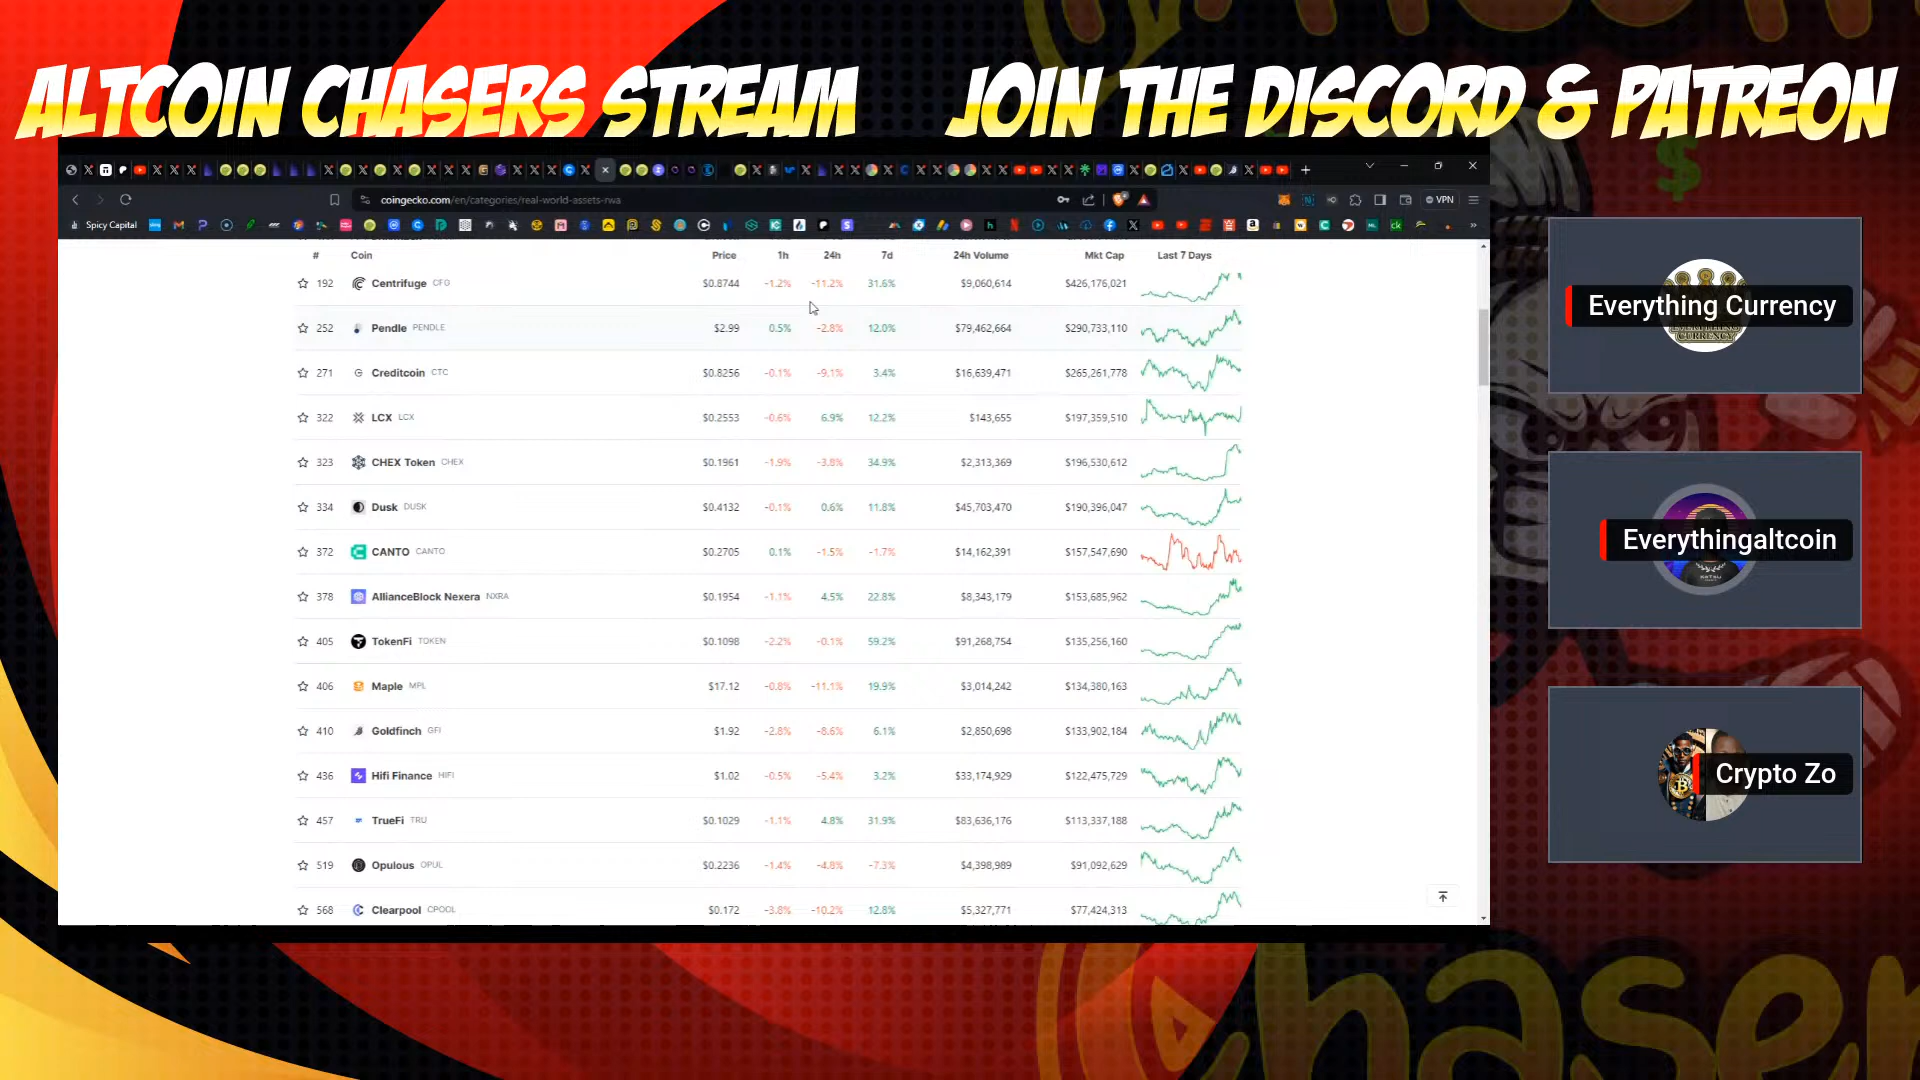 ALTCOIN CHASERS STREAM JOIN THE DISCORD & PATREON
coingecko.com/en/categories/real-world-assets-rwa
VPN
Spicy Capital
# Coin Price 1h 24h 7d 24h Volume Mkt Cap Last 7 Days
192 Centrifuge CFG $0.8744 -1.2% -11.2% 31.6% $9,060,614 $426,176,021
252 Pendle PENDLE $2.99 0.5% -2.8% 12.0% $79,462,664 $290,733,110
271 Creditcoin CTC $0.8256 -0.1% -9.1% 3.4% $16,639,471 $265,261,778
322 LCX LCX $0.2553 -0.6% 6.9% 12.2% $143,655 $197,359,510
323 CHEX Token CHEX $0.1961 -1.9% -3.8% 34.9% $2,313,369 $196,530,612
334 Dusk DUSK $0.4132 -0.1% 0.6% 11.8% $45,703,470 $190,396,047
372 CANTO CANTO $0.2705 0.1% -1.5% -1.7% $14,162,391 $157,547,690
378 AllianceBlock Nexera NXRA $0.1954 -1.1% 4.5% 22.8% $8,343,179 $153,685,962
405 TokenFi TOKEN $0.1098 -2.2% -0.1% 59.2% $91,268,754 $135,256,160
406 Maple MPL $17.12 -0.8% -11.1% 19.9% $3,014,242 $134,380,163
410 Goldfinch GFI $1.92 -2.8% -8.6% 6.1% $2,850,698 $133,902,184
436 Hifi Finance HIFI $1.02 -0.5% -5.4% 3.2% $33,174,929 $122,475,729
457 TrueFi TRU $0.1029 -1.1% 4.8% 31.9% $83,636,176 $113,337,188
519 Opulous OPUL $0.2236 -1.4% -4.8% -7.3% $4,398,989 $91,092,629
568 Clearpool CPOOL $0.172 -3.8% -10.2% 12.8% $5,327,771 $77,424,313
Everything Currency
CURRENCY
Everythingaltcoin
Crypto Zo
Chaser